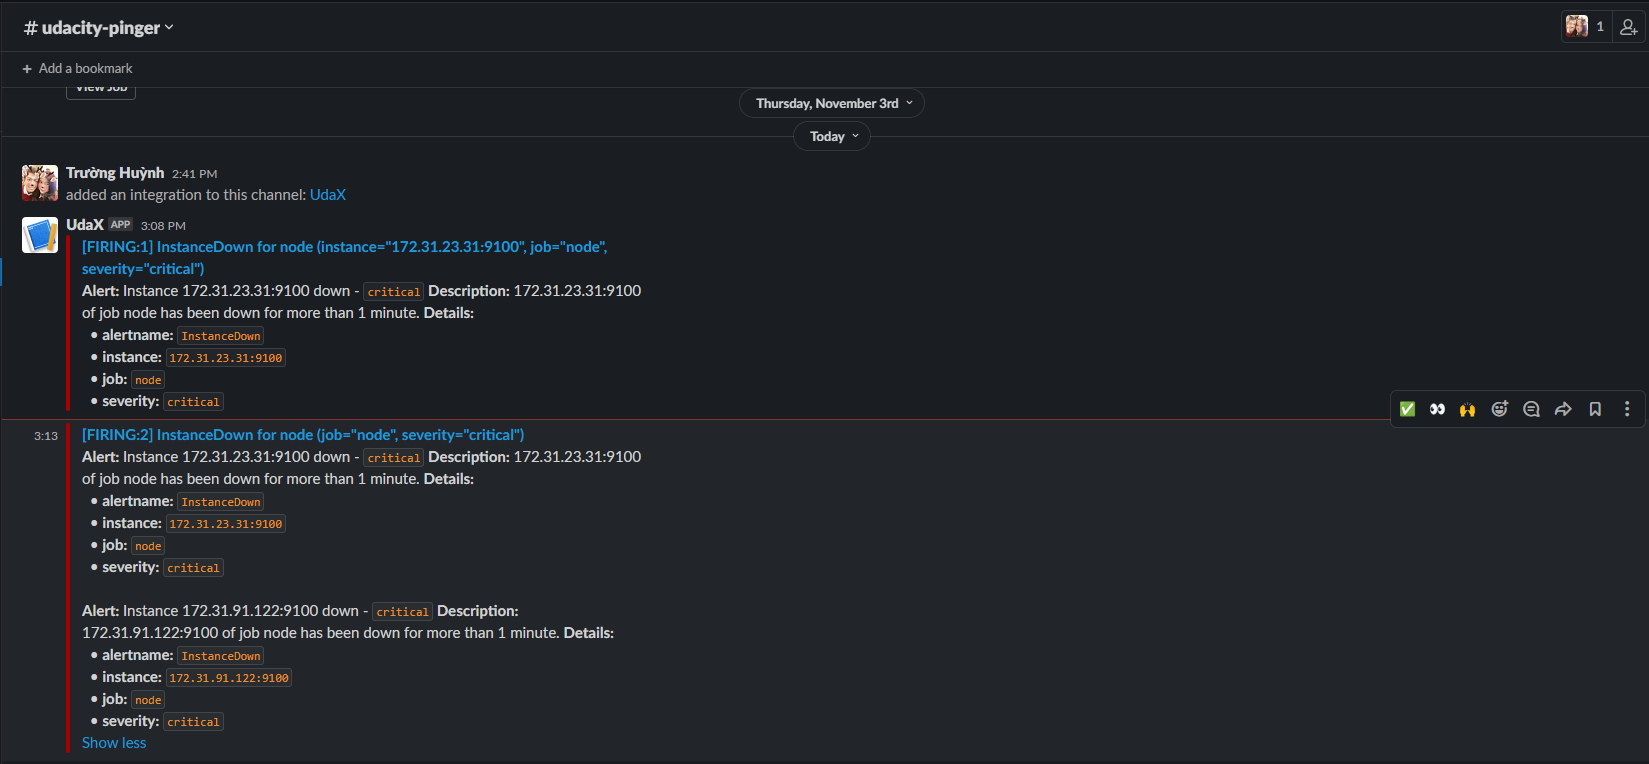 # udacity-pinger
1
+ Add a bookmark
View Job
Thursday, November 3rd
Today
Trường Huỳnh 2:41 PM
added an integration to this channel: UdaX
UdaX APP 3:08 PM
[FIRING:1] InstanceDown for node (instance="172.31.23.31:9100", job="node",
severity="critical")
Alert: Instance 172.31.23.31:9100 down - critical Description: 172.31.23.31:9100
of job node has been down for more than 1 minute. Details:
• alertname: InstanceDown
• instance: 172.31.23.31:9100
• job: node
• severity: critical
3:13 [FIRING:2] InstanceDown for node (job="node", severity="critical")
Alert: Instance 172.31.23.31:9100 down - critical Description: 172.31.23.31:9100
of job node has been down for more than 1 minute. Details:
• alertname: InstanceDown
• instance: 172.31.23.31:9100
• job: node
• severity: critical
Alert: Instance 172.31.91.122:9100 down - critical Description:
172.31.91.122:9100 of job node has been down for more than 1 minute. Details:
• alertname: InstanceDown
• instance: 172.31.91.122:9100
• job: node
• severity: critical
Show less